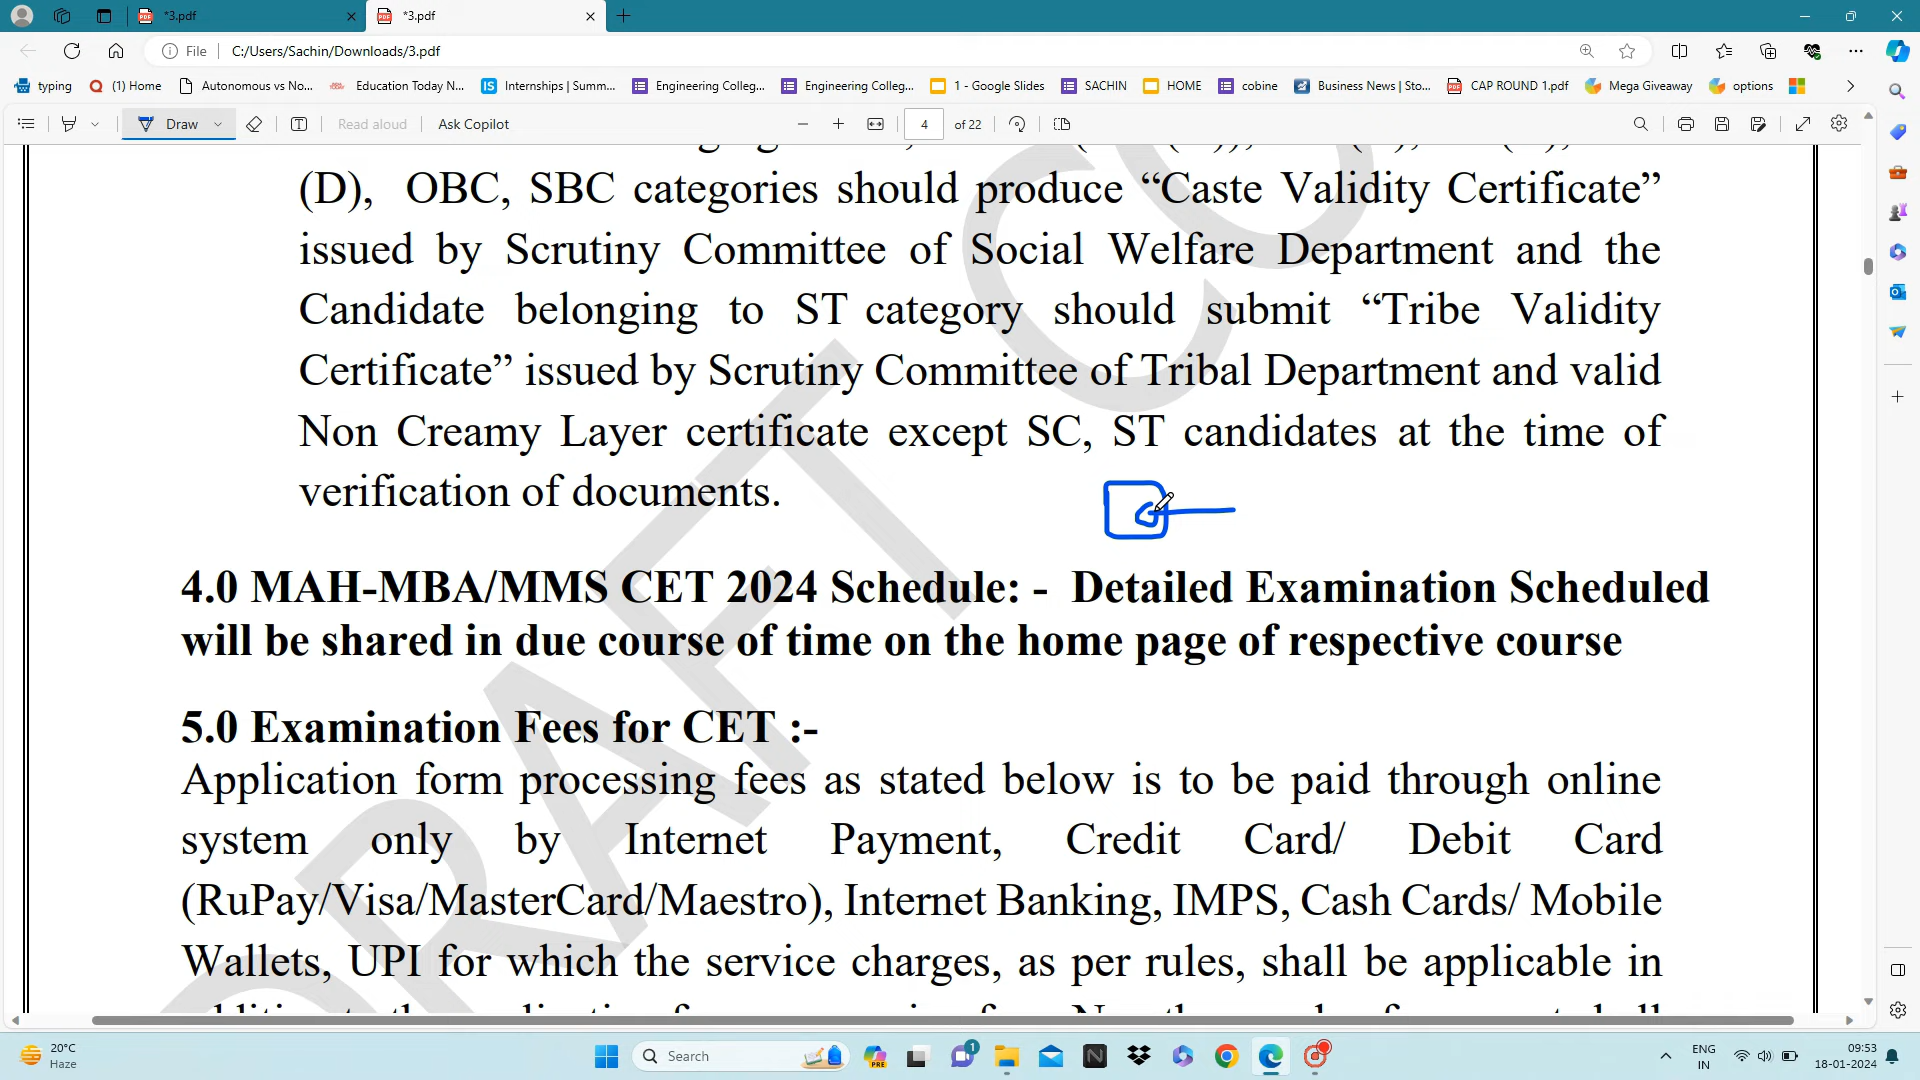 *3.pdf
*3.pdf
File
C:/Users/Sachin/Downloads/3.pdf
typing
(1) Home
Autonomous vs No...
Education Today N...
Internships | Summ...
Engineering Colleg...
Engineering Colleg...
1 - Google Slides
SACHIN
HOME
cobine
Business News | Sto...
CAP ROUND 1.pdf
Mega Giveaway
options
Draw
Read aloud
Ask Copilot
4
of 22
(D), OBC, SBC categories should produce “Caste Validity Certificate”
issued by Scrutiny Committee of Social Welfare Department and the
Candidate belonging to ST category should submit “Tribe Validity
Certificate” issued by Scrutiny Committee of Tribal Department and valid
Non Creamy Layer certificate except SC, ST candidates at the time of
verification of documents.
4.0 MAH-MBA/MMS CET 2024 Schedule: - Detailed Examination Scheduled
will be shared in due course of time on the home page of respective course
5.0 Examination Fees for CET :-
Application form processing fees as stated below is to be paid through online
system only by Internet Payment, Credit Card/ Debit Card
(RuPay/Visa/MasterCard/Maestro), Internet Banking, IMPS, Cash Cards/ Mobile
Wallets, UPI for which the service charges, as per rules, shall be applicable in
DRAFT CO
20°C
Haze
Search
PRE
1
ENG
IN
09:53
18-01-2024